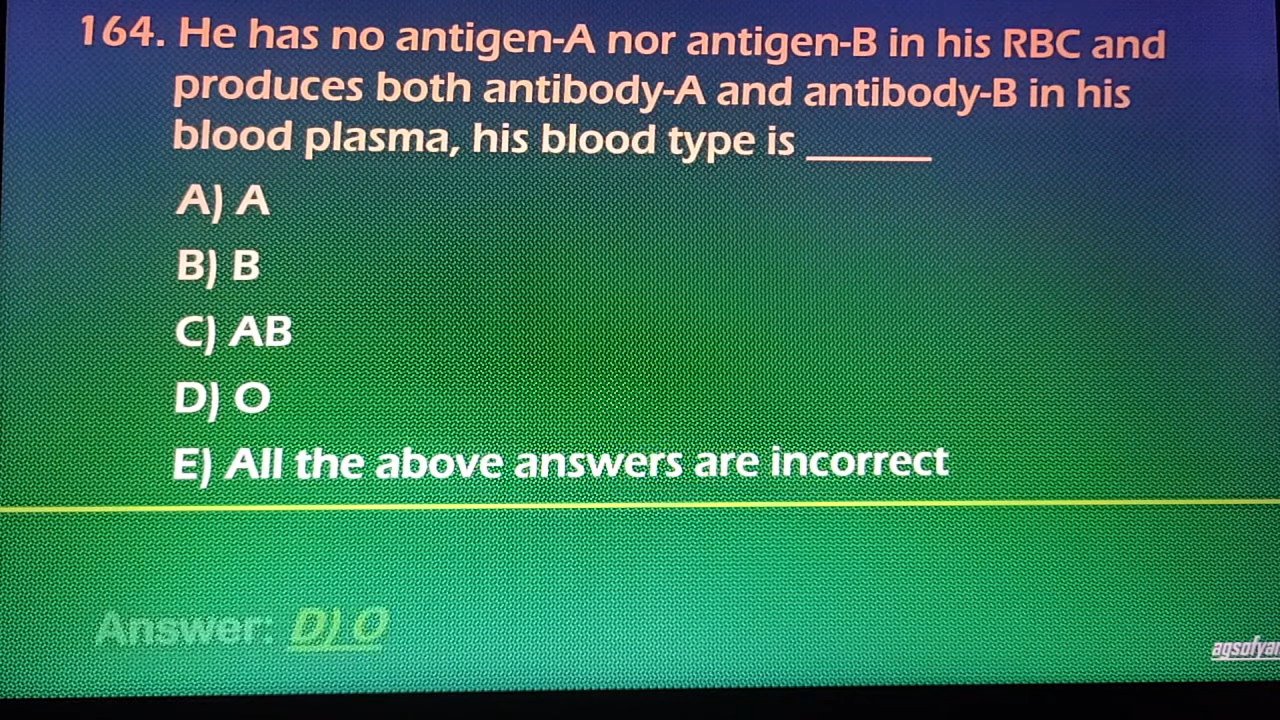 164. He has no antigen-A nor antigen-B in his RBC and
produces both antibody-A and antibody-B in his
blood plasma, his blood type is ______
A) A
B) B
C) AB
D) O
E) All the above answers are incorrect
Answer: D) O